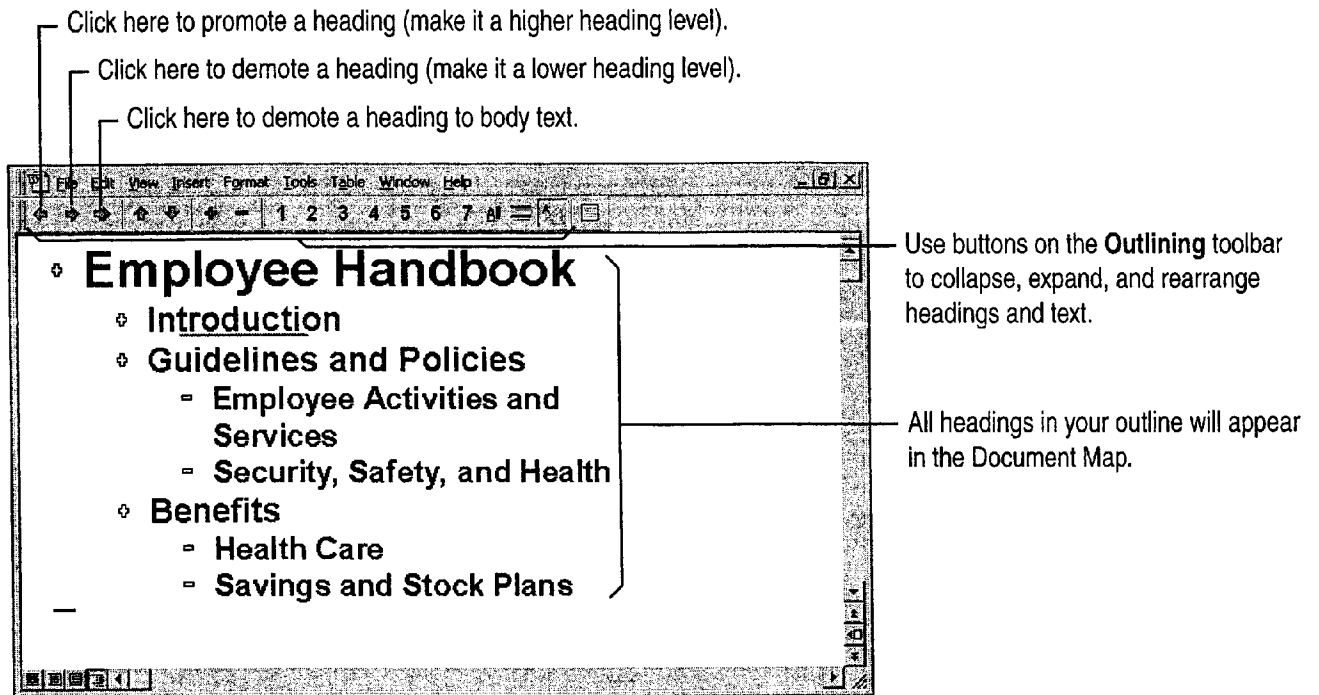 Click here to promote a heading (make it a higher heading level).
Click here to demote a heading (make it a lower heading level).
Click here to demote a heading to body text.
File Edit View Insert Format Tools Table Window Help
1 2 3 4 5 6 7 All
Employee Handbook
Introduction
Guidelines and Policies
Employee Activities and
Services
Security, Safety, and Health
Benefits
Health Care
Savings and Stock Plans
Use buttons on the Outlining toolbar
to collapse, expand, and rearrange
headings and text.
All headings in your outline will appear
in the Document Map.